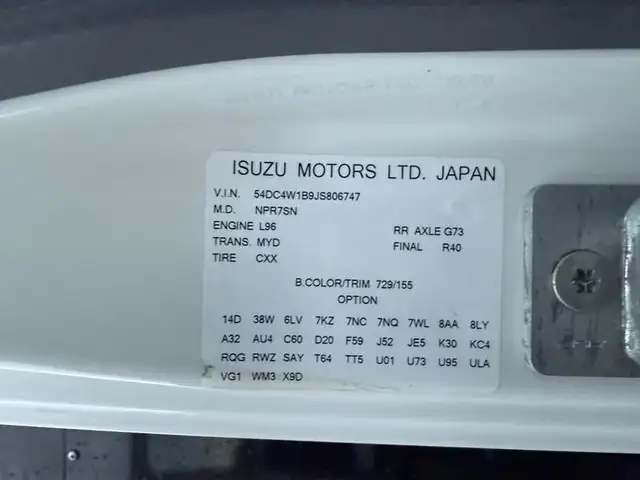 ISUZU MOTORS LTD. JAPAN
V.I.N. 54DC4W1B9JS806747
M.D. NPR7SN
ENGINE L96 RR AXLE G73
TRANS. MYD FINAL R40
TIRE CXX
B.COLOR/TRIM 729/155
OPTION
14D 38W 6LV 7KZ 7NC 7NQ 7WL 8AA 8LY
A32 AU4 C60 D20 F59 J52 JE5 K30 KC4
RQG RWZ SAY T64 TT5 U01 U73 U95 ULA
VG1 WM3 X9D